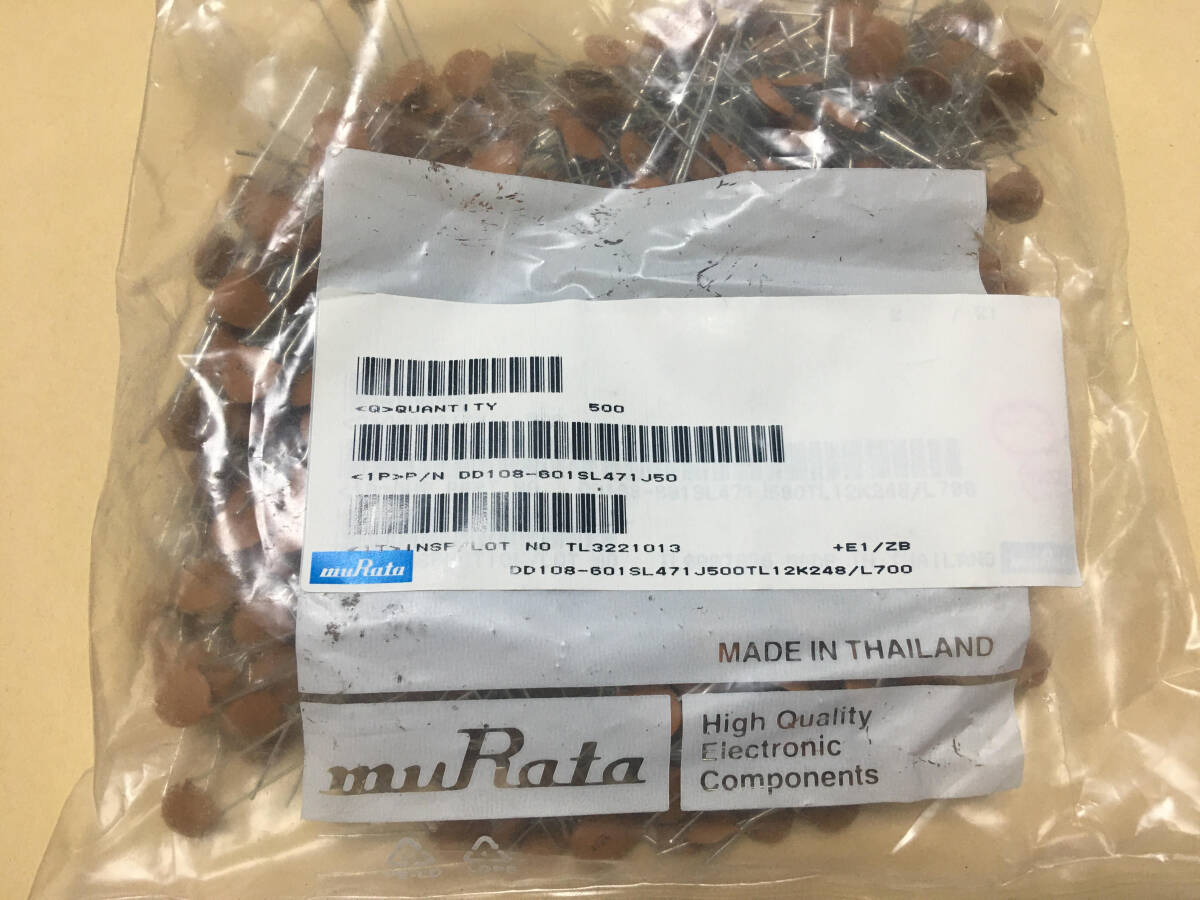 <Q>QUANTITY 500
<1P>P/N DD108-601SL471J50
<1T>INSP/LOT NO TL3221013 +E1/ZB
muRata DD108-601SL471J500TL12K248/L700
MADE IN THAILAND
muRata
High Quality
Electronic
Components